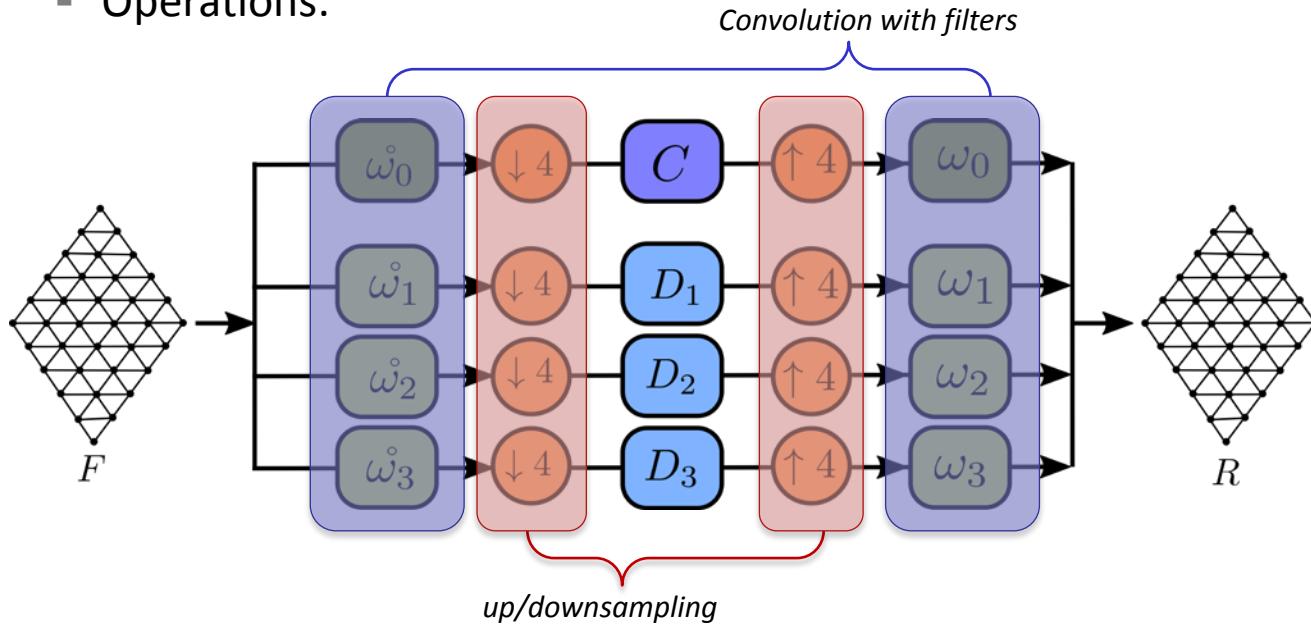 ▪ Operations:
Convolution with filters
ω̊₀ ↓ 4 C ↑ 4 ω₀
ω̊₁ ↓ 4 D₁ ↑ 4 ω₁
ω̊₂ ↓ 4 D₂ ↑ 4 ω₂
ω̊₃ ↓ 4 D₃ ↑ 4 ω₃
F R
up/downsampling